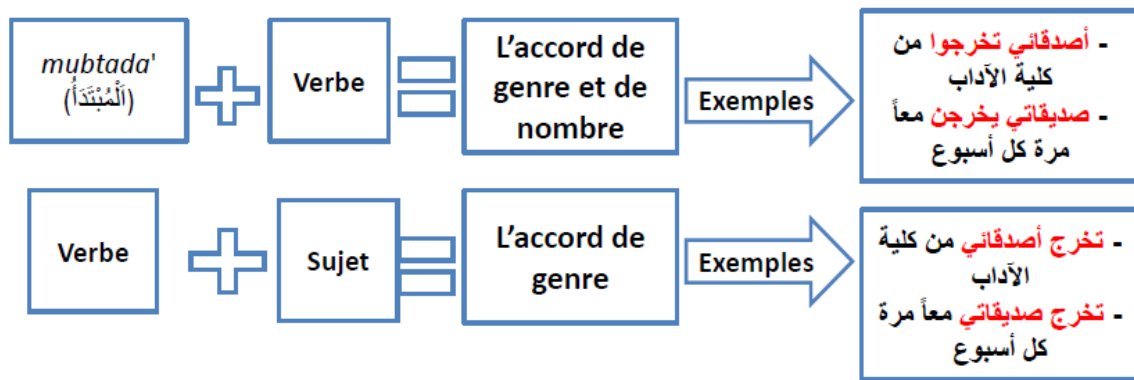 mubtada'
(اَلْمُبْتَدَأُ)
Verbe
L'accord de
genre et de
nombre
Exemples
- أصدقائي تخرجوا من
كلية الآداب
- صديقاتي يخرجن معاً
مرة كل أسبوع
Verbe
Sujet
L'accord de
genre
Exemples
- تخرج أصدقائي من كلية
الآداب
- تخرج صديقاتي معاً مرة
كل أسبوع